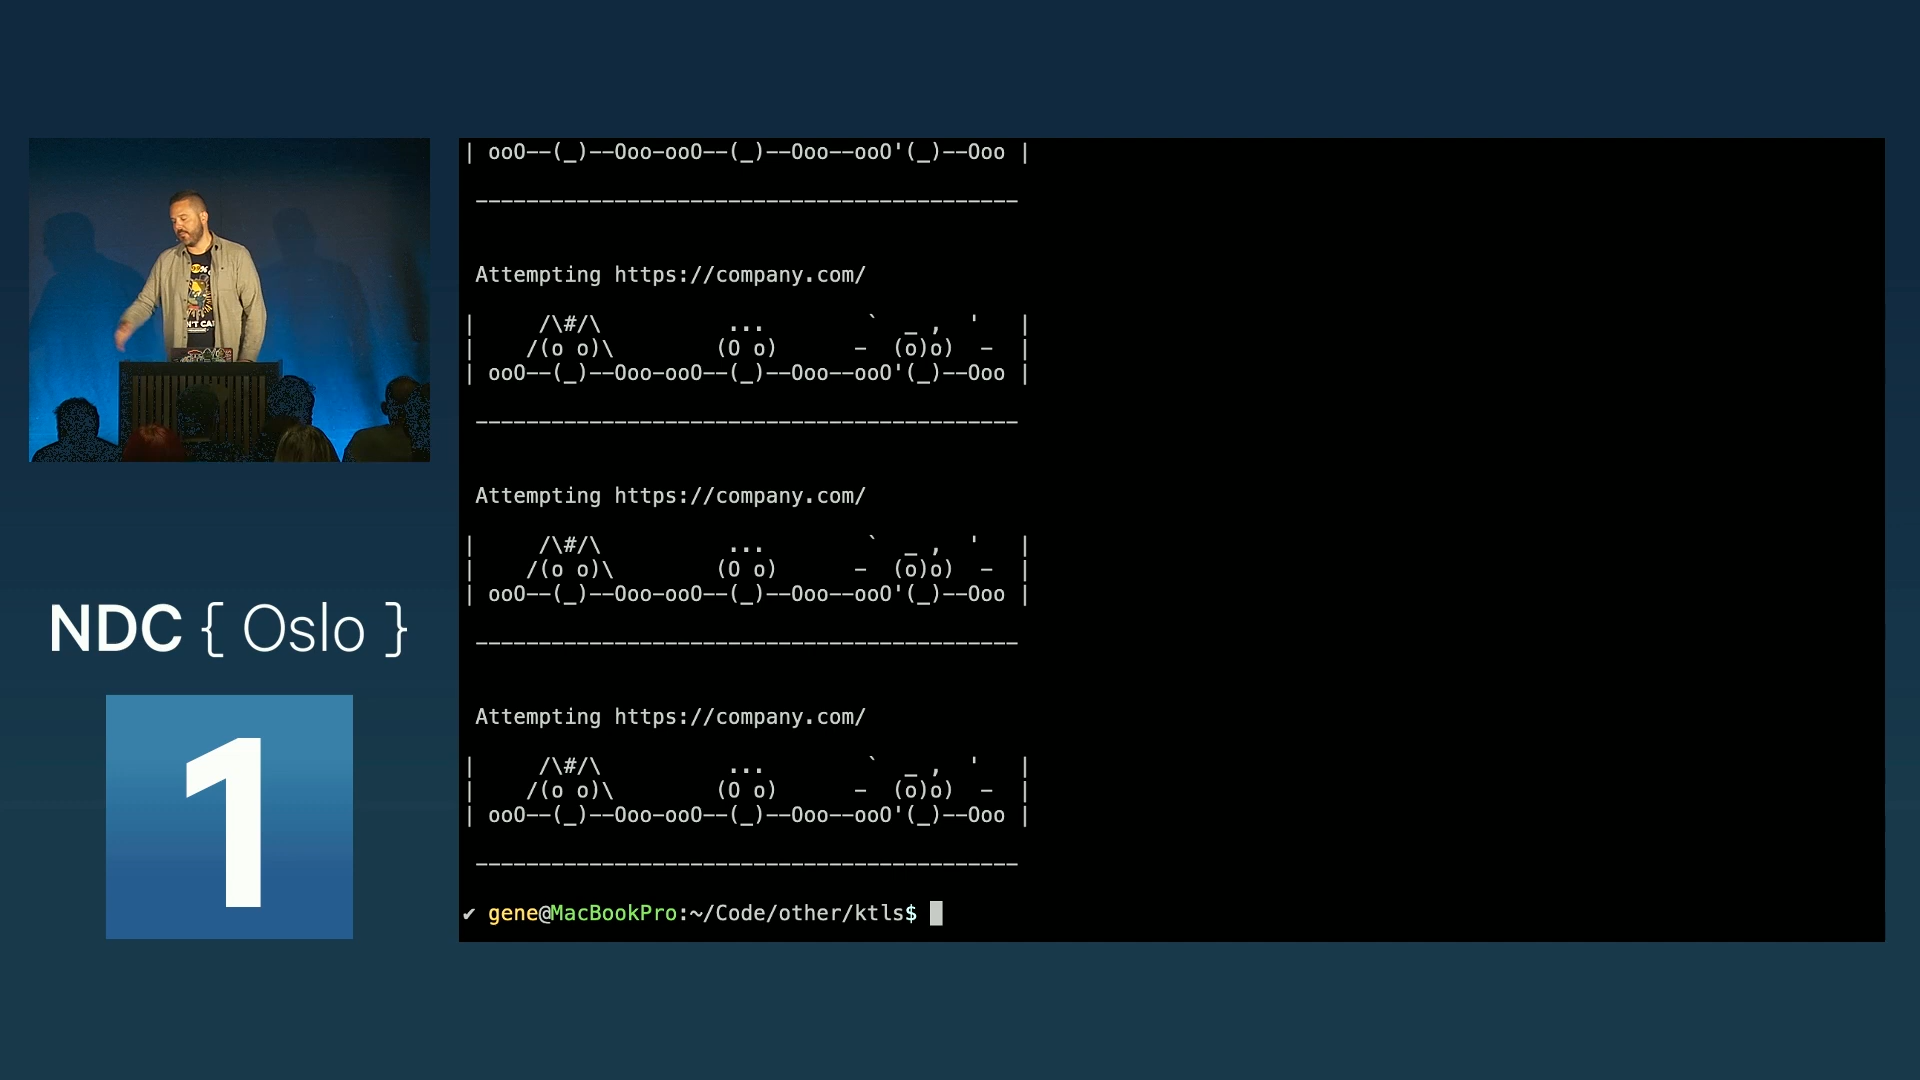 | ooO--(_)--Ooo-ooO--(_)--Ooo--ooO'(_)--Ooo |
-------------------------------------------
Attempting https://company.com/
|     /\#/\          ...        `  _ ,  '   |
|    /(o o)\        (O o)      -  (o)o)  -  |
| ooO--(_)--Ooo-ooO--(_)--Ooo--ooO'(_)--Ooo |
-------------------------------------------
Attempting https://company.com/
|     /\#/\          ...        `  _ ,  '   |
|    /(o o)\        (O o)      -  (o)o)  -  |
| ooO--(_)--Ooo-ooO--(_)--Ooo--ooO'(_)--Ooo |
-------------------------------------------
Attempting https://company.com/
|     /\#/\          ...        `  _ ,  '   |
|    /(o o)\        (O o)      -  (o)o)  -  |
| ooO--(_)--Ooo-ooO--(_)--Ooo--ooO'(_)--Ooo |
-------------------------------------------
✔ gene@MacBookPro:~/Code/other/ktls$
NDC { Oslo }
1